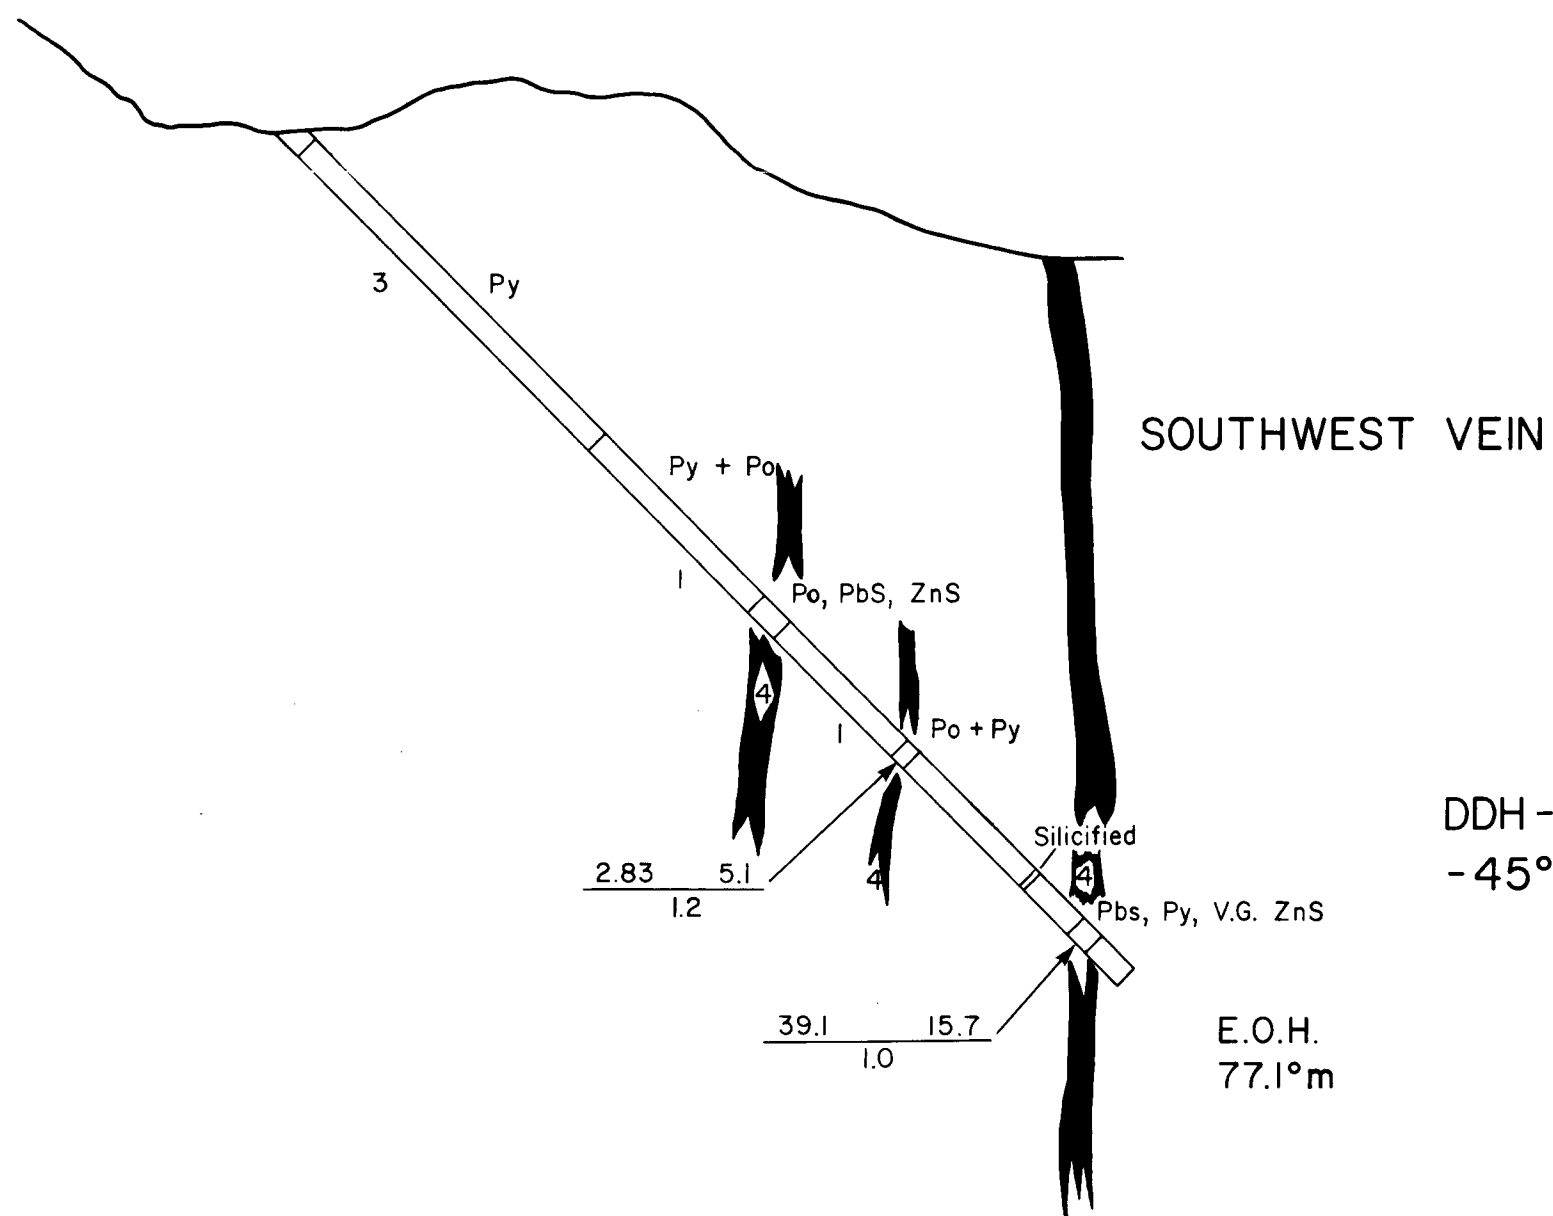 3
Py
SOUTHWEST VEIN
Py + Po
1
Po, PbS, ZnS
4
1
Po + Py
DDH -
Silicified
-45°
2.83 5.1
1.2
4
4
Pbs, Py, V.G. ZnS
39.1 15.7
1.0
E.O.H.
77.1°m